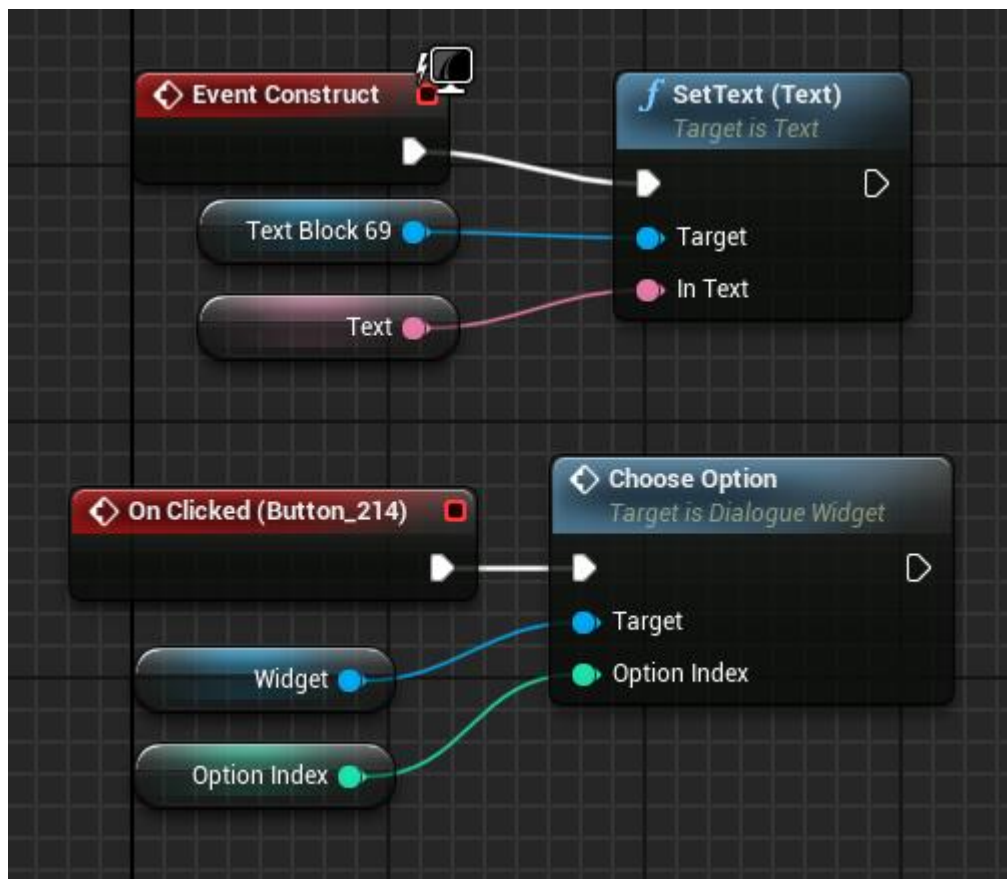 Event Construct
SetText (Text)
Target is Text
Text Block 69
Target
In Text
Text
On Clicked (Button_214)
Choose Option
Target is Dialogue Widget
Target
Widget
Option Index
Option Index